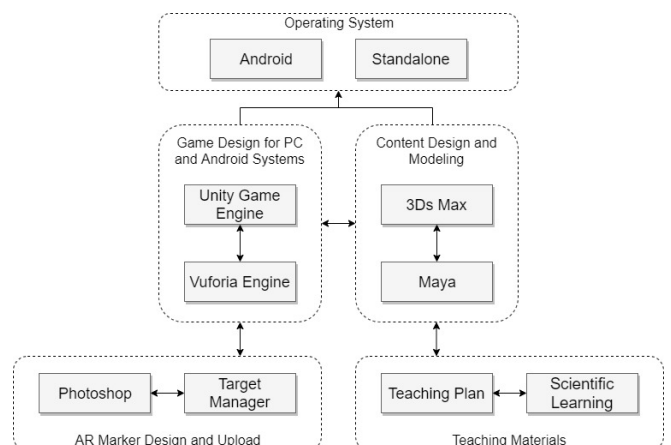 Operating System
Android
Standalone
Game Design for PC
and Android Systems
Content Design and
Modeling
Unity Game
Engine
3Ds Max
Vuforia Engine
Maya
Photoshop
Target
Manager
Teaching Plan
Scientific
Learning
AR Marker Design and Upload
Teaching Materials